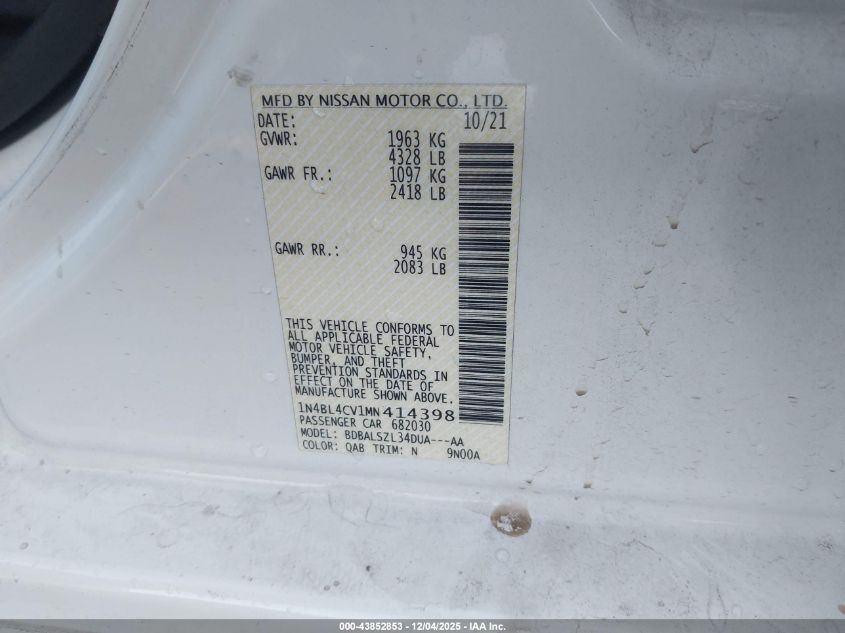 MFD BY NISSAN MOTOR CO., LTD.
DATE: 10/21
GVWR: 1963 KG
4328 LB
GAWR FR.: 1097 KG
2418 LB
GAWR RR.: 945 KG
2083 LB
THIS VEHICLE CONFORMS TO
ALL APPLICABLE FEDERAL
MOTOR VEHICLE SAFETY,
BUMPER, AND THEFT
PREVENTION STANDARDS IN
EFFECT ON THE DATE OF
MANUFACTURE SHOWN ABOVE.
1N4BL4CV1MN414398
PASSENGER CAR 682030
MODEL: BDBALSZL34DUA---AA
COLOR: QAB TRIM: N 9N00A
000-43852853 - 12/04/2025 - IAA Inc.